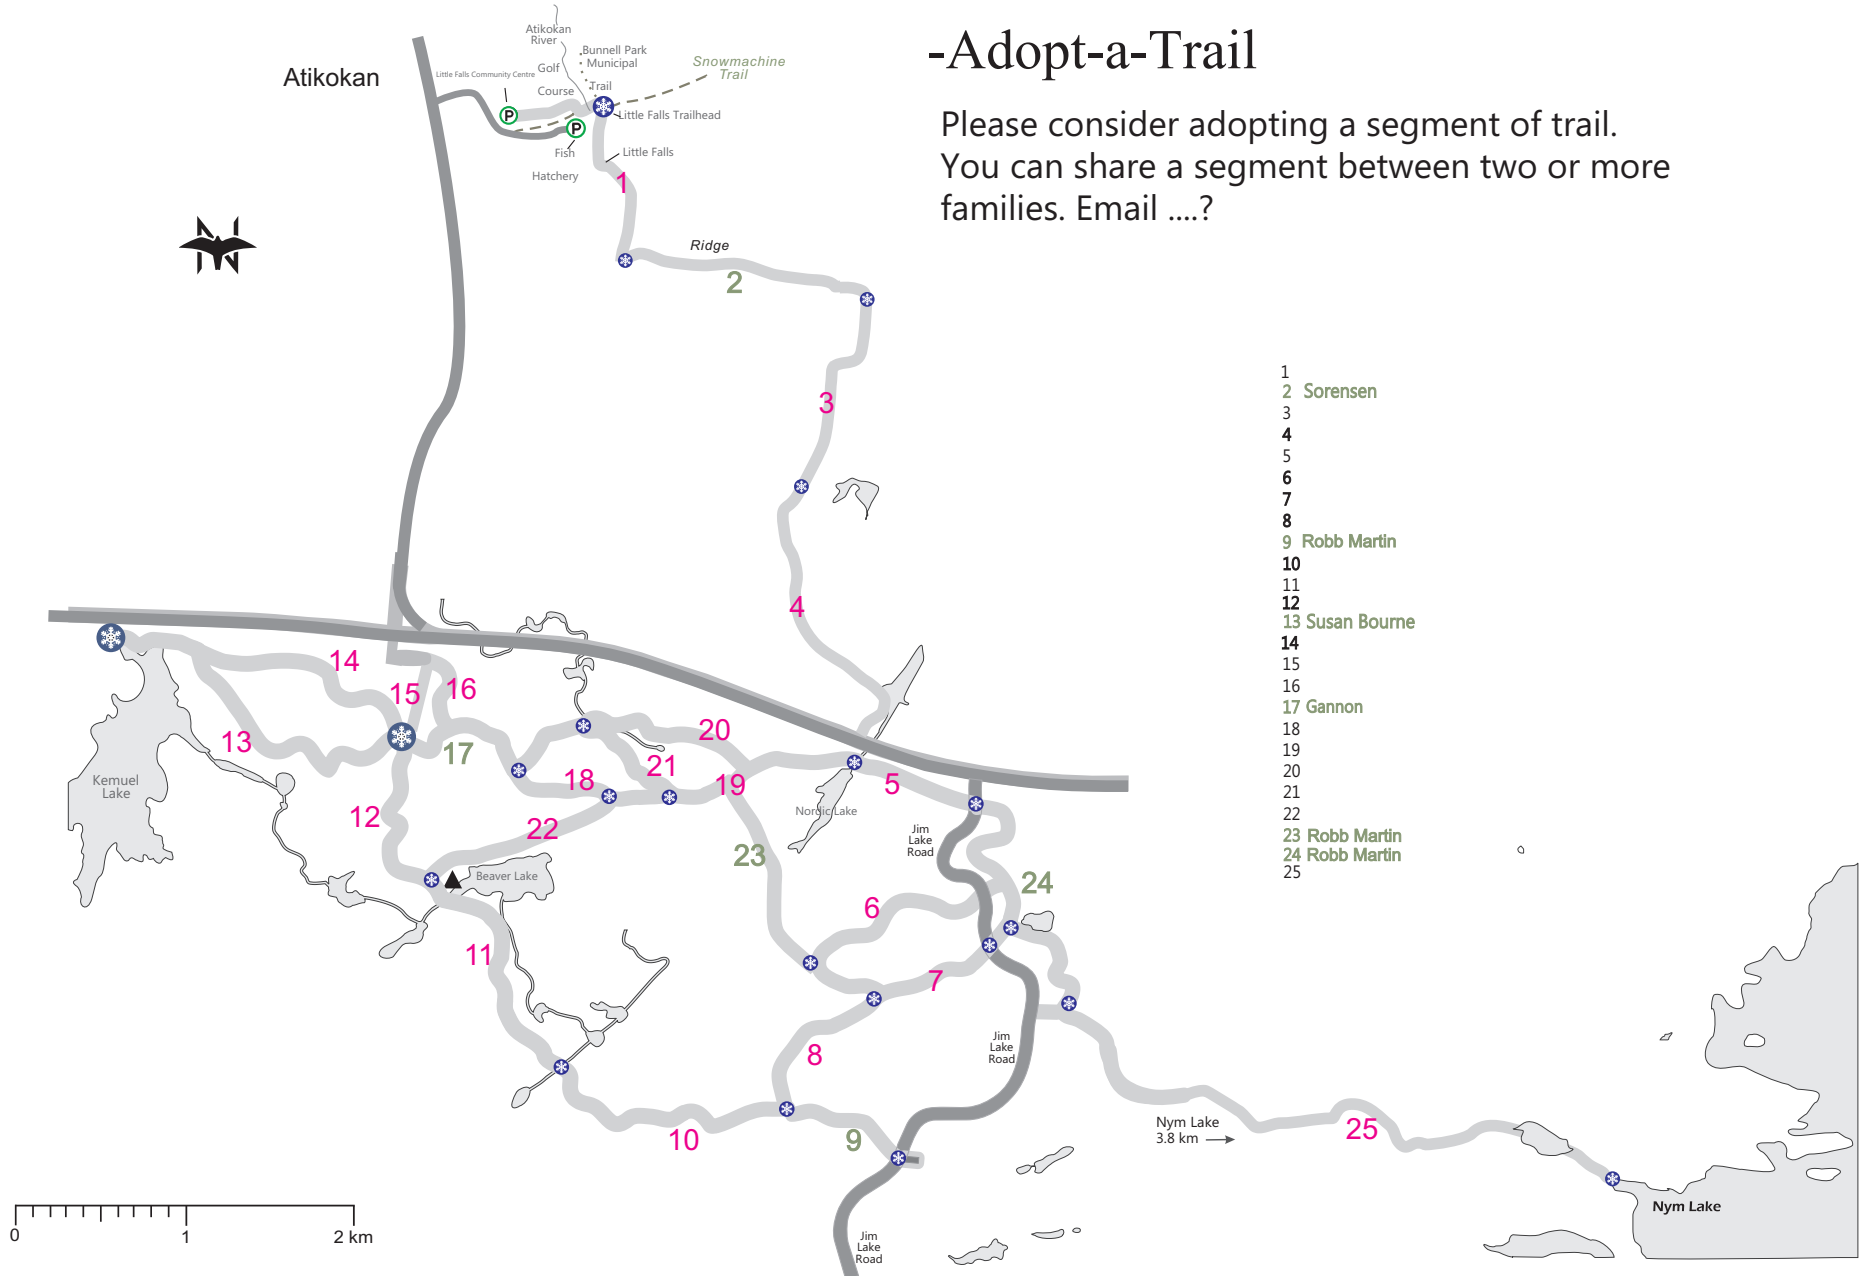 -Adopt-a-Trail
Please consider adopting a segment of trail.
You can share a segment between two or more
families. Email ....?
Atikokan
Atikokan
River
Bunnell Park
Municipal
Trail
Golf
Course
Little Falls Community Centre
Snowmachine
Trail
P
P
Little Falls Trailhead
Fish
Hatchery
Little Falls
1
Ridge
2
3
4
N
14
15
16
13
17
20
21
18
19
5
12
22
23
Kemuel
Lake
Nordic Lake
Jim
Lake
Road
Beaver Lake
24
6
11
7
8
Jim
Lake
Road
10
9
Nym Lake
3.8 km
25
Nym Lake
Jim
Lake
Road
0 1 2 km
1
2 Sorensen
3
4
5
6
7
8
9 Robb Martin
10
11
12
13 Susan Bourne
14
15
16
17 Gannon
18
19
20
21
22
23 Robb Martin
24 Robb Martin
25